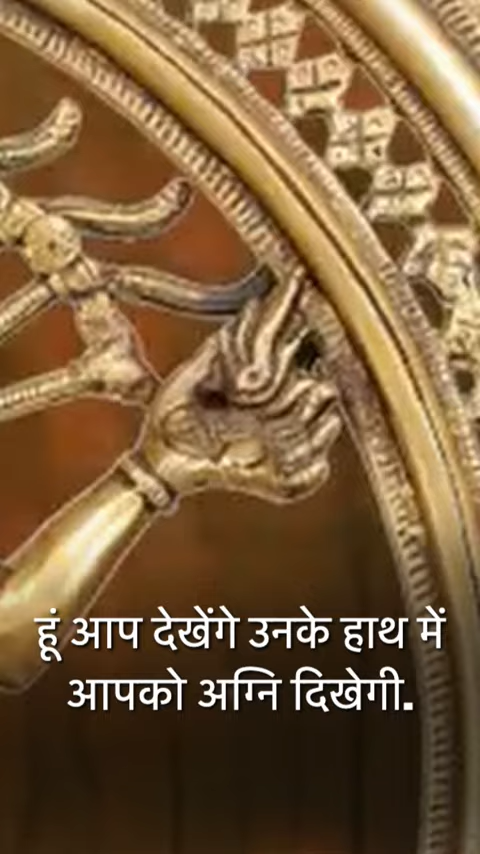 हूं आप देखेंगे उनके हाथ में
आपको अग्नि दिखेगी.